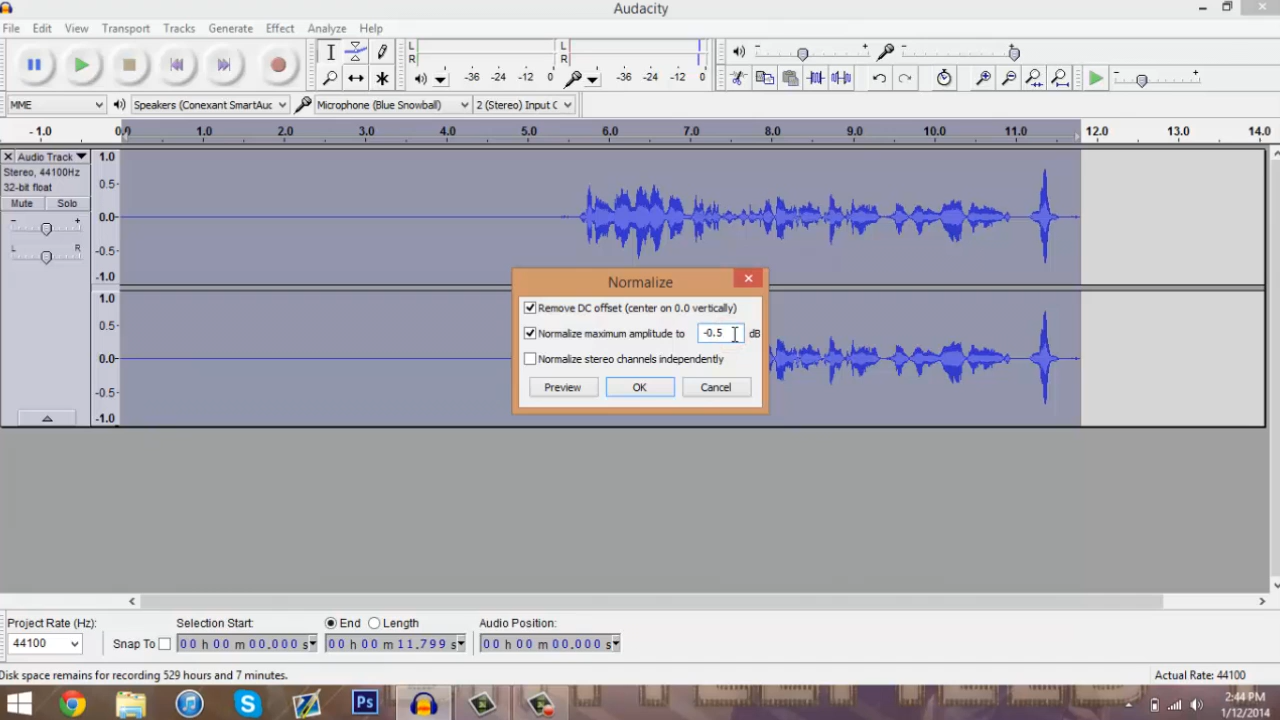 Audacity
File Edit View Transport Tracks Generate Effect Analyze Help
L
R
-36 -24 -12 0
L
R
-36 -24 -12 0
MME Speakers (Conexant SmartAuc Microphone (Blue Snowball) 2 (Stereo) Input C
- 1.0 0.0 1.0 2.0 3.0 4.0 5.0 6.0 7.0 8.0 9.0 10.0 11.0 12.0 13.0 14.0
Audio Track
Stereo, 44100Hz
32-bit float
Mute Solo
- +
L R
1.0
0.5-
0.0-
-0.5-
-1.0
1.0
0.5-
0.0-
-0.5-
-1.0
Normalize
Remove DC offset (center on 0.0 vertically)
Normalize maximum amplitude to -0.5 dB
Normalize stereo channels independently
Preview OK Cancel
Project Rate (Hz): Selection Start: End Length Audio Position:
44100 Snap To 00 h 00 m 00.000 s 00 h 00 m 11.799 s 00 h 00 m 00.000 s
Disk space remains for recording 529 hours and 7 minutes. Actual Rate: 44100
Ps
2:44 PM
1/12/2014